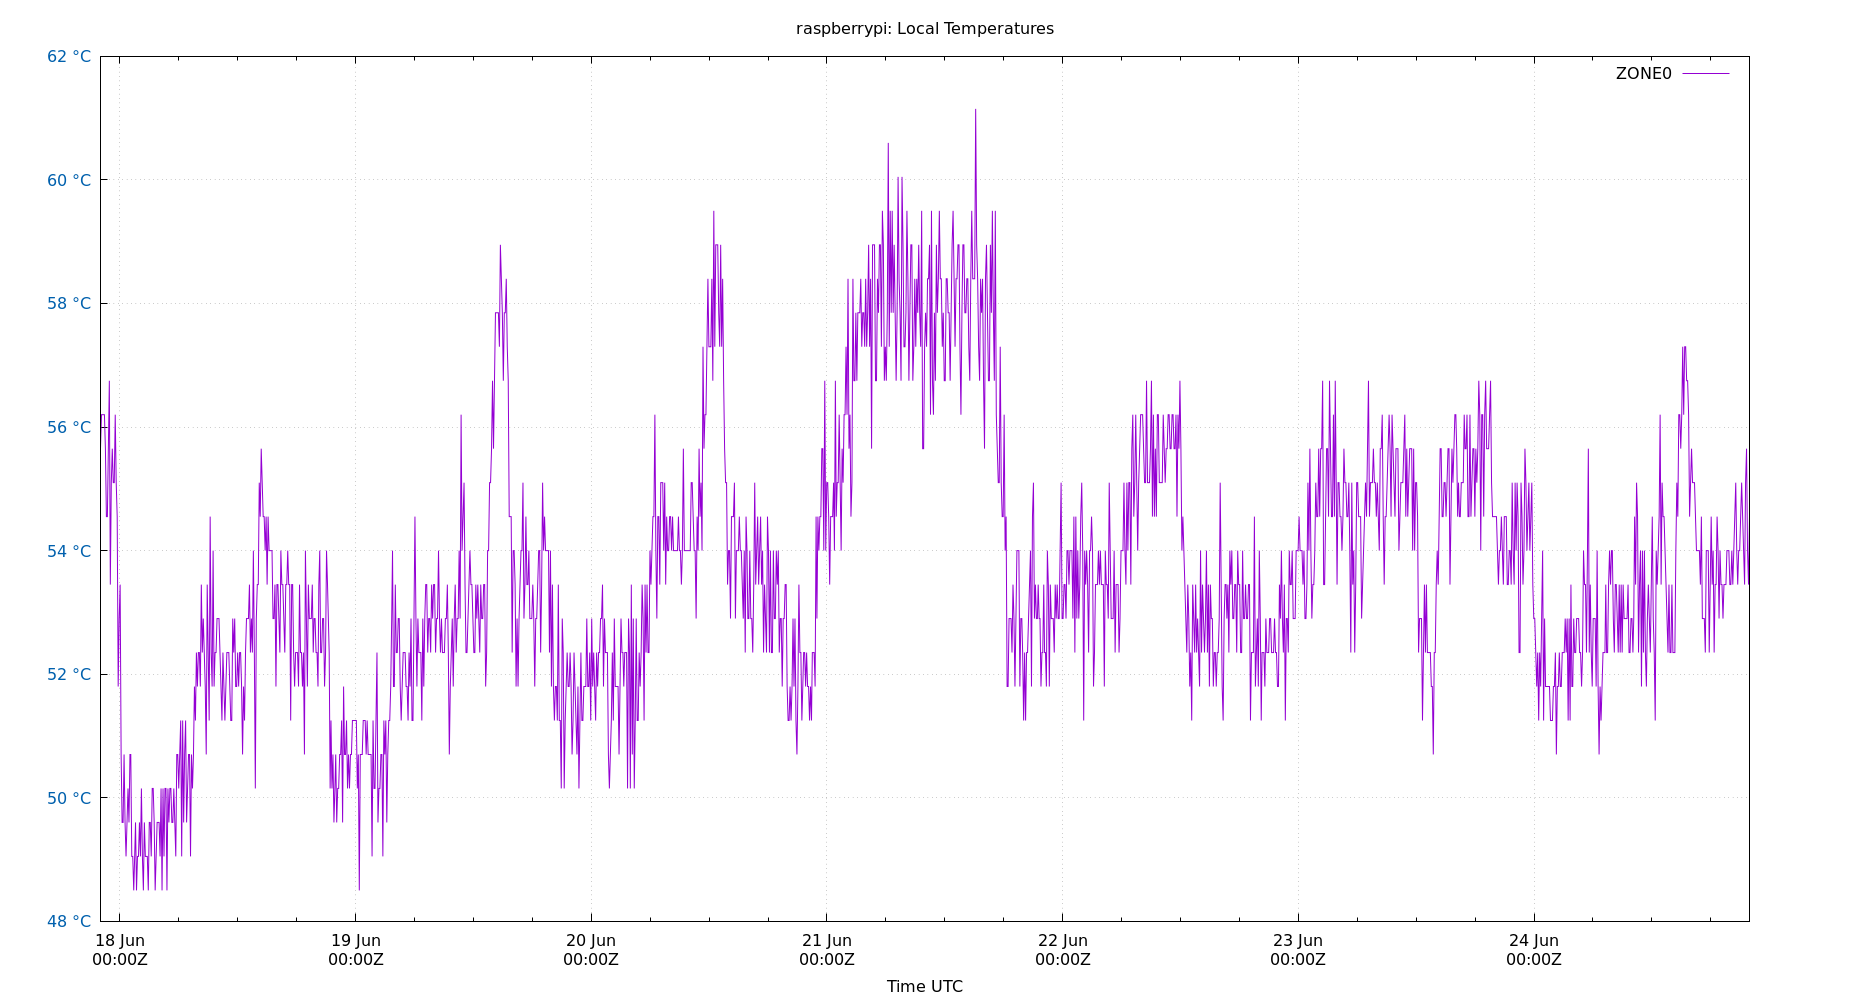 raspberrypi: Local Temperatures
62 °C
ZONE0
60 °C
58 °C
56 °C
54 °C
52 °C
50 °C
48 °C
18 Jun 19 Jun 20 Jun 21 Jun 22 Jun 23 Jun 24 Jun
00:00Z 00:00Z 00:00Z 00:00Z 00:00Z 00:00Z 00:00Z
Time UTC